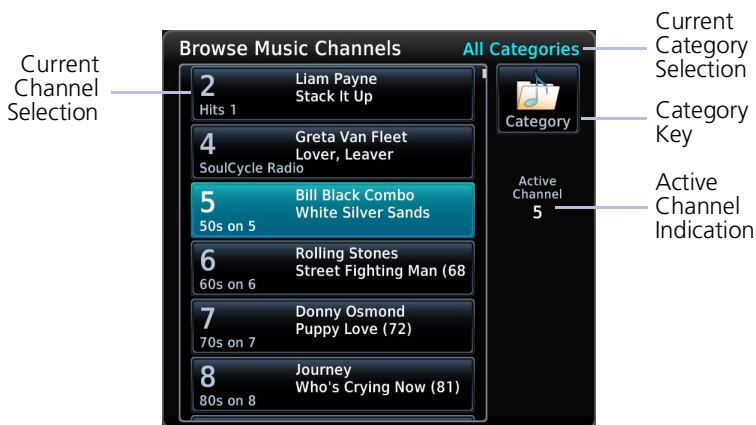 Current
Channel
Selection
Browse Music Channels
All Categories
2
Hits 1
Liam Payne
Stack It Up
4
SoulCycle Radio
Greta Van Fleet
Lover, Leaver
5
50s on 5
Bill Black Combo
White Silver Sands
6
60s on 6
Rolling Stones
Street Fighting Man (68
7
70s on 7
Donny Osmond
Puppy Love (72)
8
80s on 8
Journey
Who's Crying Now (81)
Category
Active
Channel
5
Current
Category
Selection
Category
Key
Active
Channel
Indication